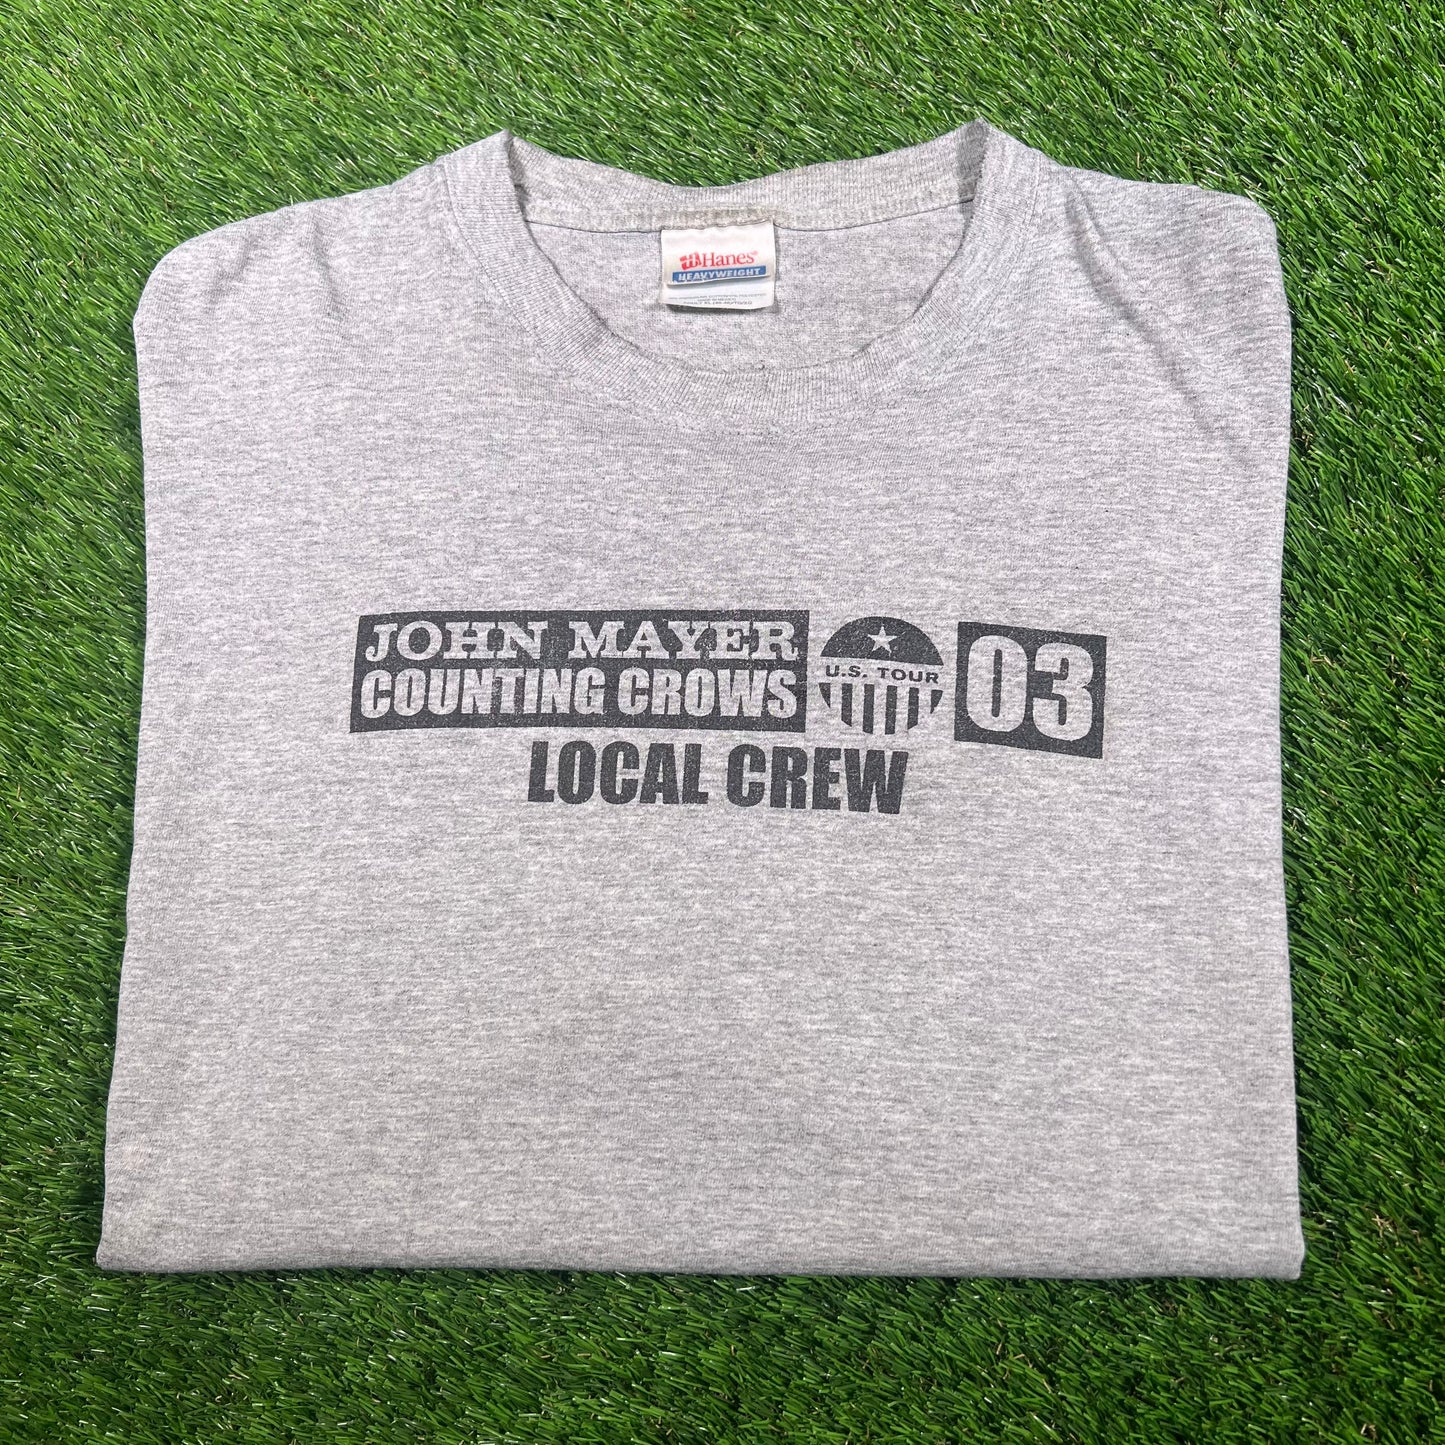 Hanes®
HEAVYWEIGHT
JOHN MAYER
COUNTING CROWS
U.S. TOUR
03
LOCAL CREW